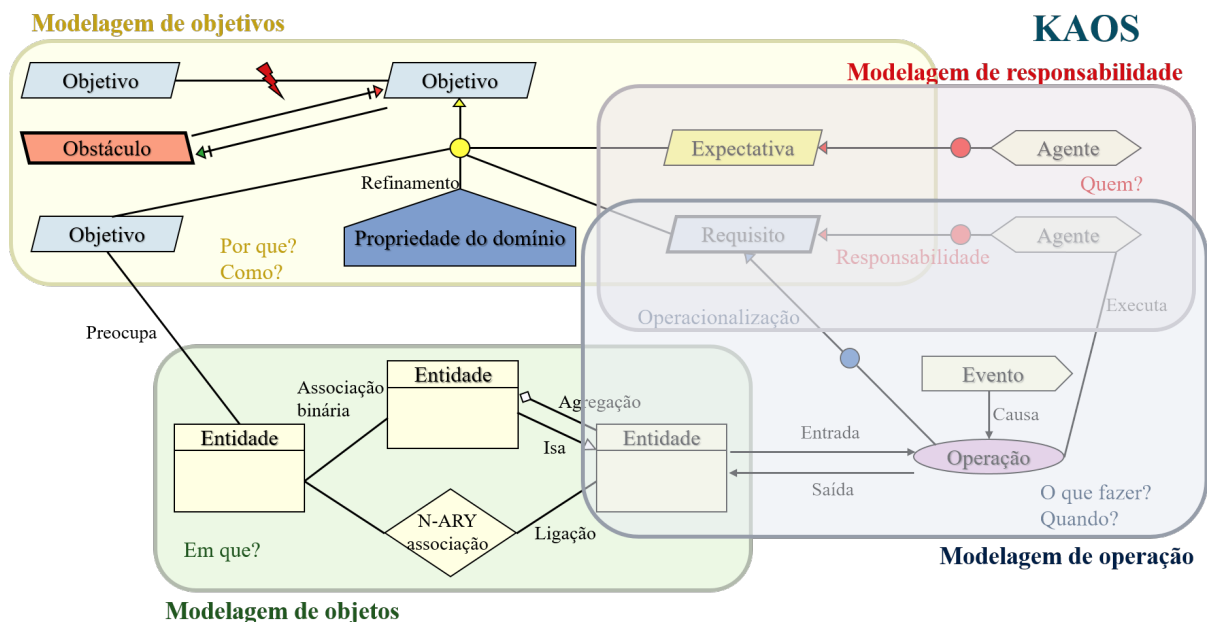 Modelagem de objetivos
KAOS
Modelagem de responsabilidade
Objetivo
Objetivo
Obstáculo
Expectativa
Agente
Refinamento
Quem?
Objetivo
Por que?
Como?
Propriedade do domínio
Requisito
Responsabilidade
Agente
Operacionalização
Executa
Preocupa
Entidade
Associação
binária
Agregação
Isa
Evento
Causa
Entidade
Entidade
Entrada
Operação
Saída
N-ARY
associação
Ligação
Em que?
O que fazer?
Quando?
Modelagem de operação
Modelagem de objetos